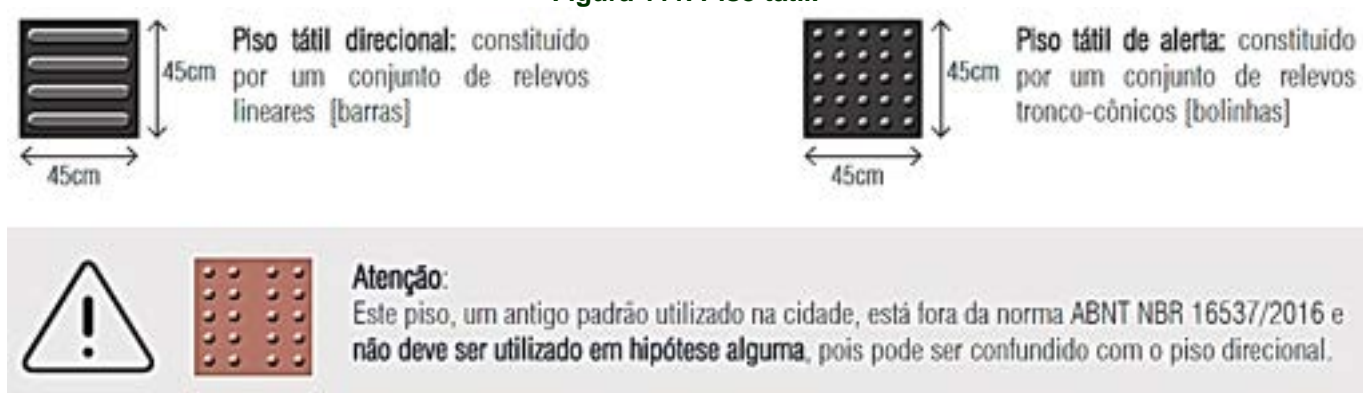 45cm
Piso tátil direcional: constituído
por um conjunto de relevos
lineares [barras]
45cm
45cm
Piso tátil de alerta: constituído
por um conjunto de relevos
tronco-cônicos [bolinhas]
45cm
Atenção:
Este piso, um antigo padrão utilizado na cidade, está fora da norma ABNT NBR 16537/2016 e
não deve ser utilizado em hipótese alguma, pois pode ser confundido com o piso direcional.